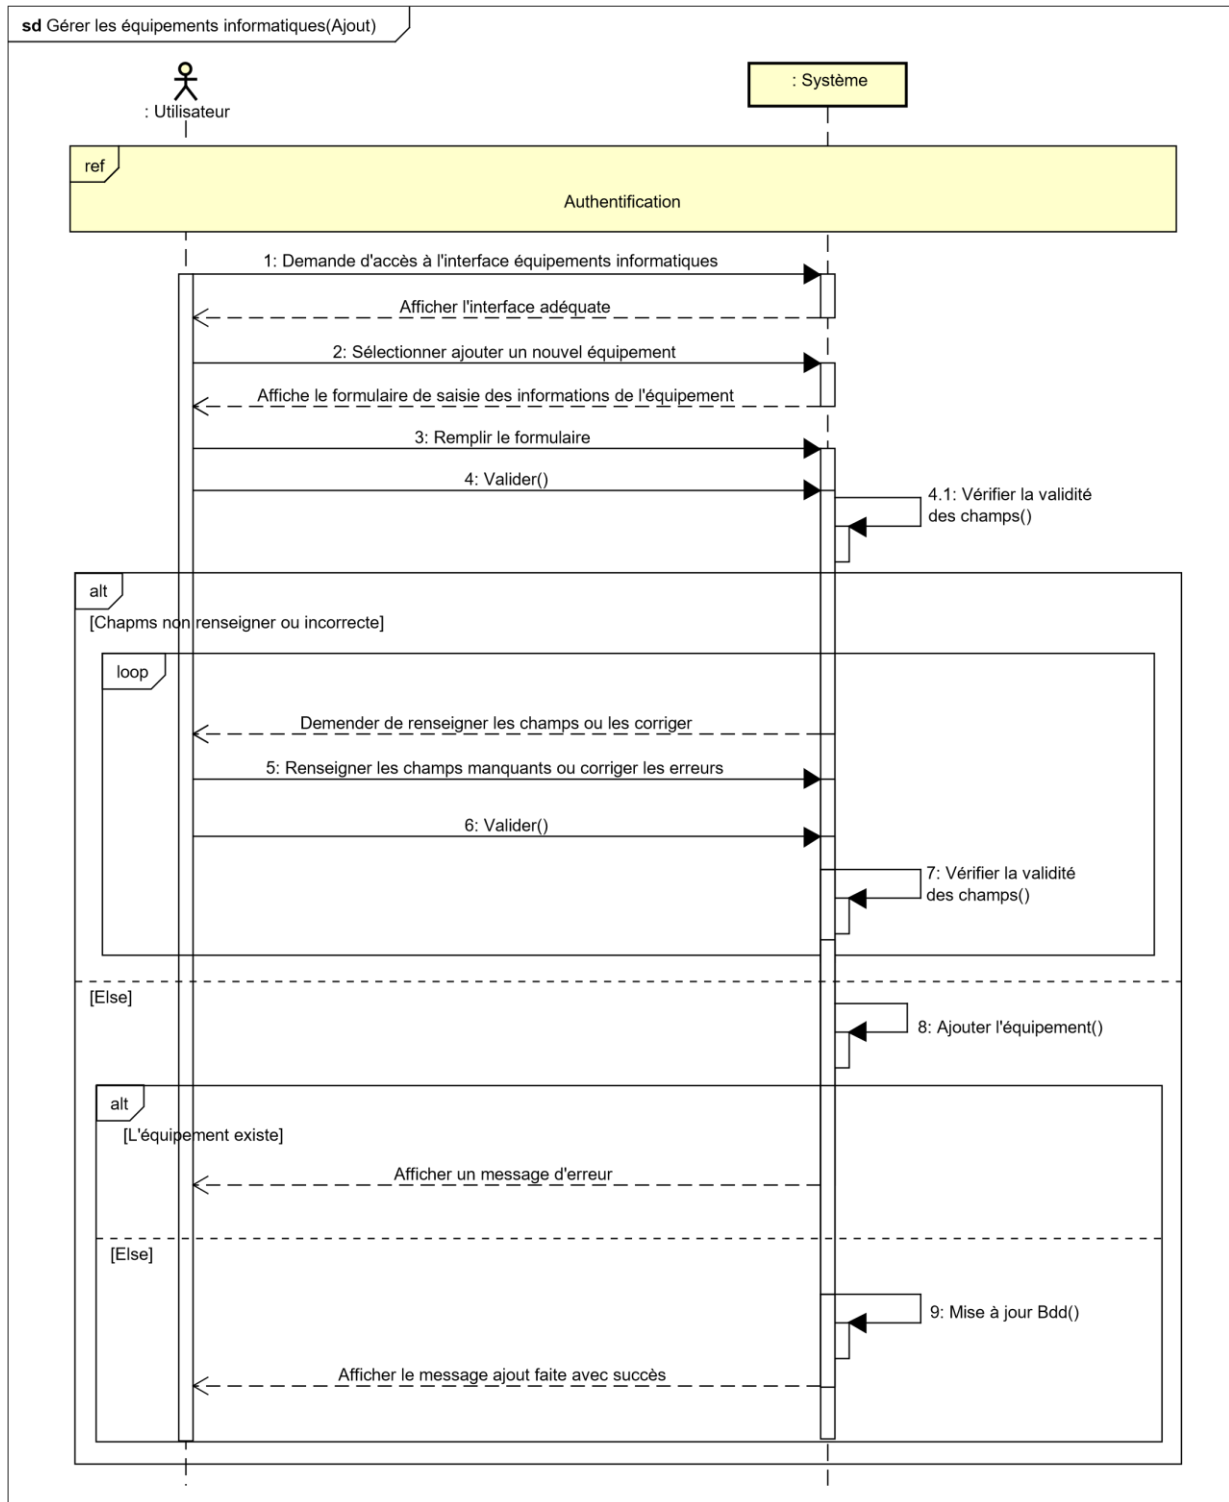 sd Gérer les équipements informatiques(Ajout)
: Utilisateur
: Système
ref
Authentification
1: Demande d'accès à l'interface équipements informatiques
Afficher l'interface adéquate
2: Sélectionner ajouter un nouvel équipement
Affiche le formulaire de saisie des informations de l'équipement
3: Remplir le formulaire
4: Valider()
4.1: Vérifier la validité
des champs()
alt
[Chapms non renseigner ou incorrecte]
loop
Demender de renseigner les champs ou les corriger
5: Renseigner les champs manquants ou corriger les erreurs
6: Valider()
7: Vérifier la validité
des champs()
[Else]
8: Ajouter l'équipement()
alt
[L'équipement existe]
Afficher un message d'erreur
[Else]
9: Mise à jour Bdd()
Afficher le message ajout faite avec succès